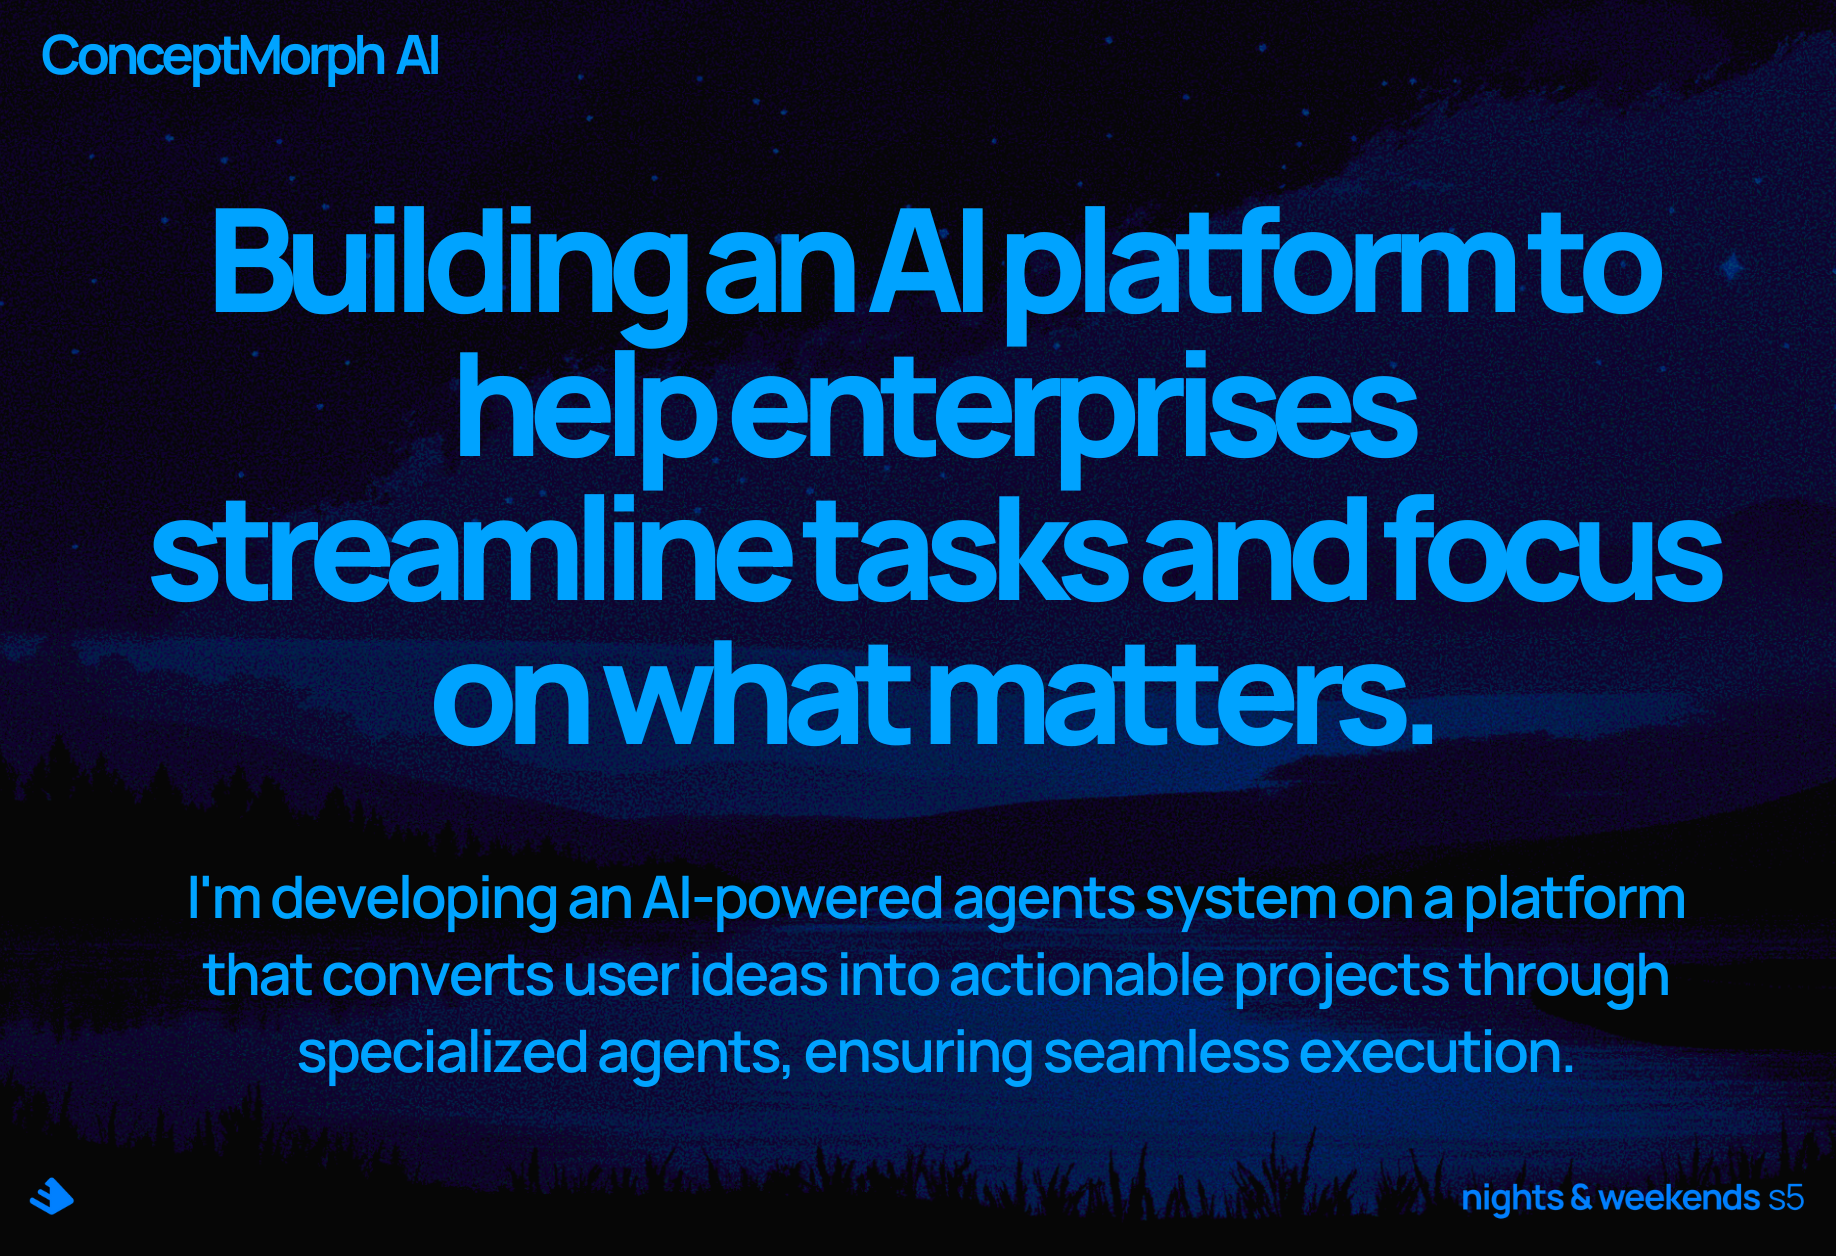 ConceptMorph AI
Building an AI platform to
help enterprises
streamline tasks and focus
on what matters.
I'm developing an AI-powered agents system on a platform
that converts user ideas into actionable projects through
specialized agents, ensuring seamless execution.
nights & weekends s5